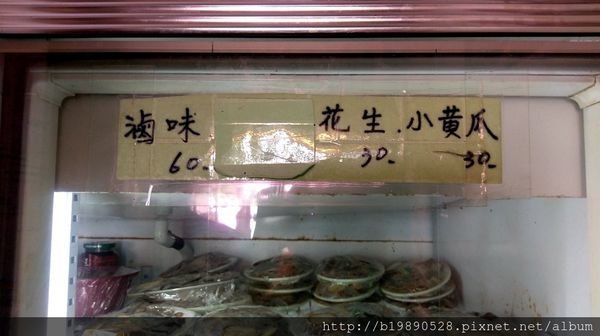 滷味 花生.小黃瓜
60- 30- 30-
http://b19890528.pixnet.net/album